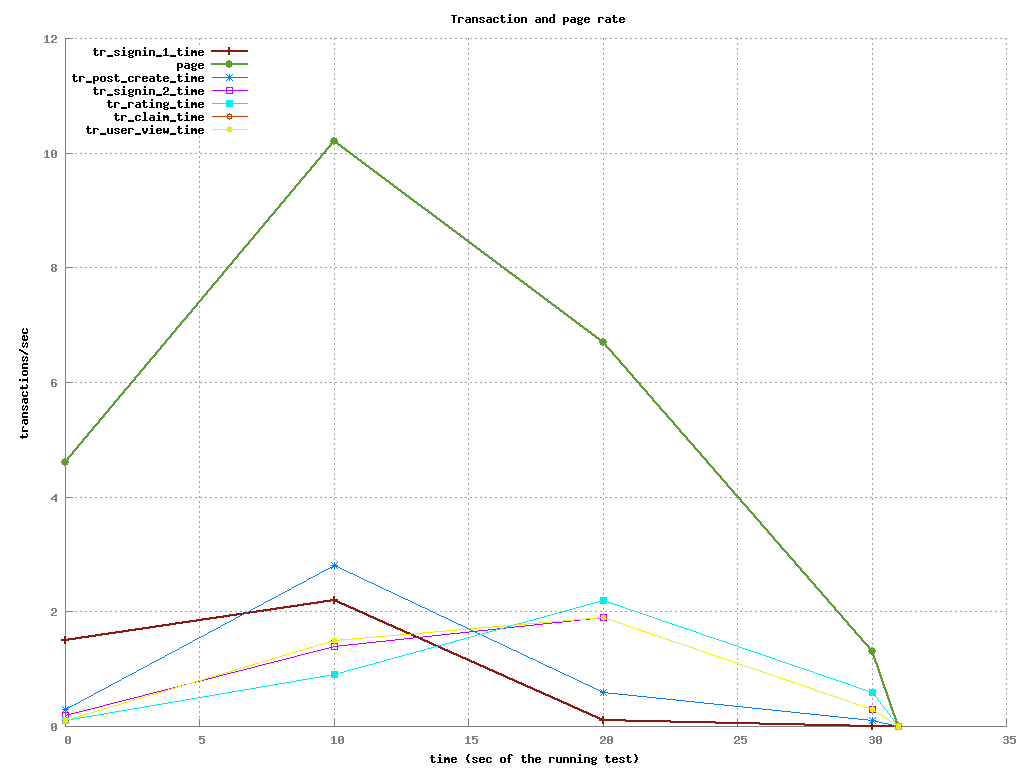 Transaction and page rate
12
tr_signin_1_time
page
tr_post_create_time
tr_signin_2_time
tr_rating_time
tr_claim_time
tr_user_view_time
10
8
transactions/sec
6
4
2
0
0 5 10 15 20 25 30 35
time (sec of the running test)